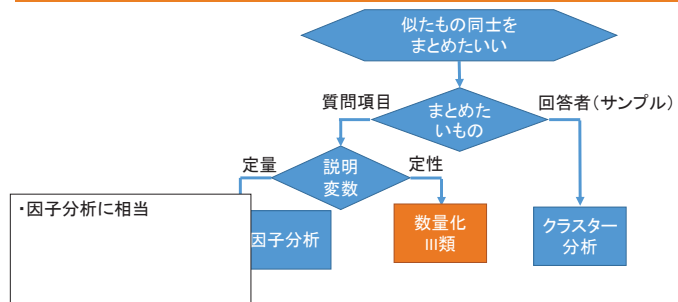 似たもの同士を
まとめたいい
質問項目
まとめた
いもの
回答者(サンプル)
定量
説明
変数
定性
・因子分析に相当
因子分析
数量化
III類
クラスター
分析